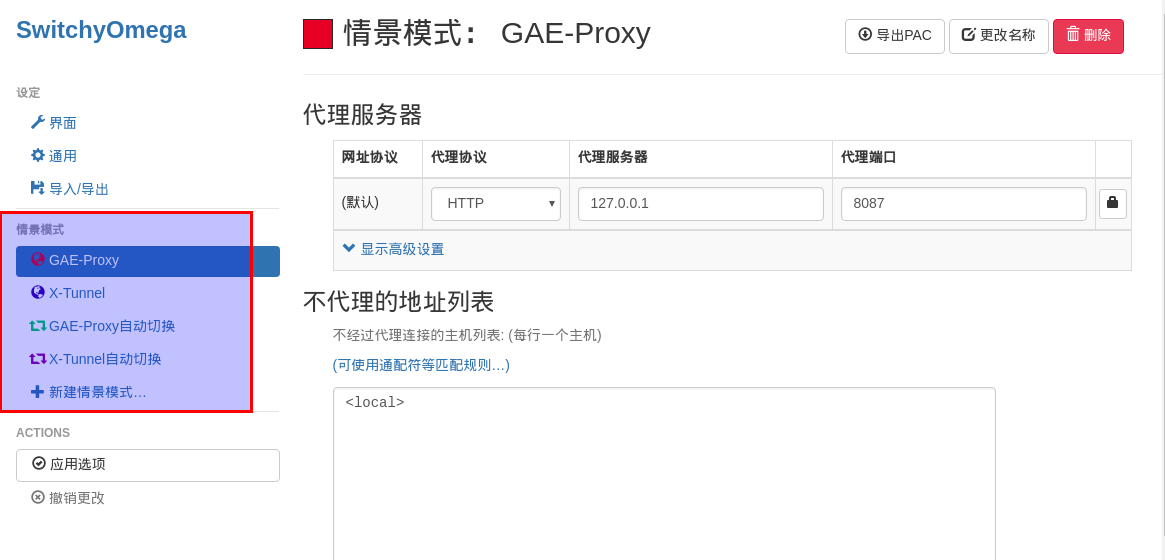 SwitchyOmega
设定
界面
通用
导入/导出
情景模式
GAE-Proxy
X-Tunnel
GAE-Proxy自动切换
X-Tunnel自动切换
新建情景模式…
ACTIONS
应用选项
撤销更改
情景模式： GAE-Proxy
导出PAC 更改名称 删除
代理服务器
网址协议 代理协议 代理服务器 代理端口
(默认) HTTP 127.0.0.1 8087
显示高级设置
不代理的地址列表
不经过代理连接的主机列表: (每行一个主机)
(可使用通配符等匹配规则…)
<local>